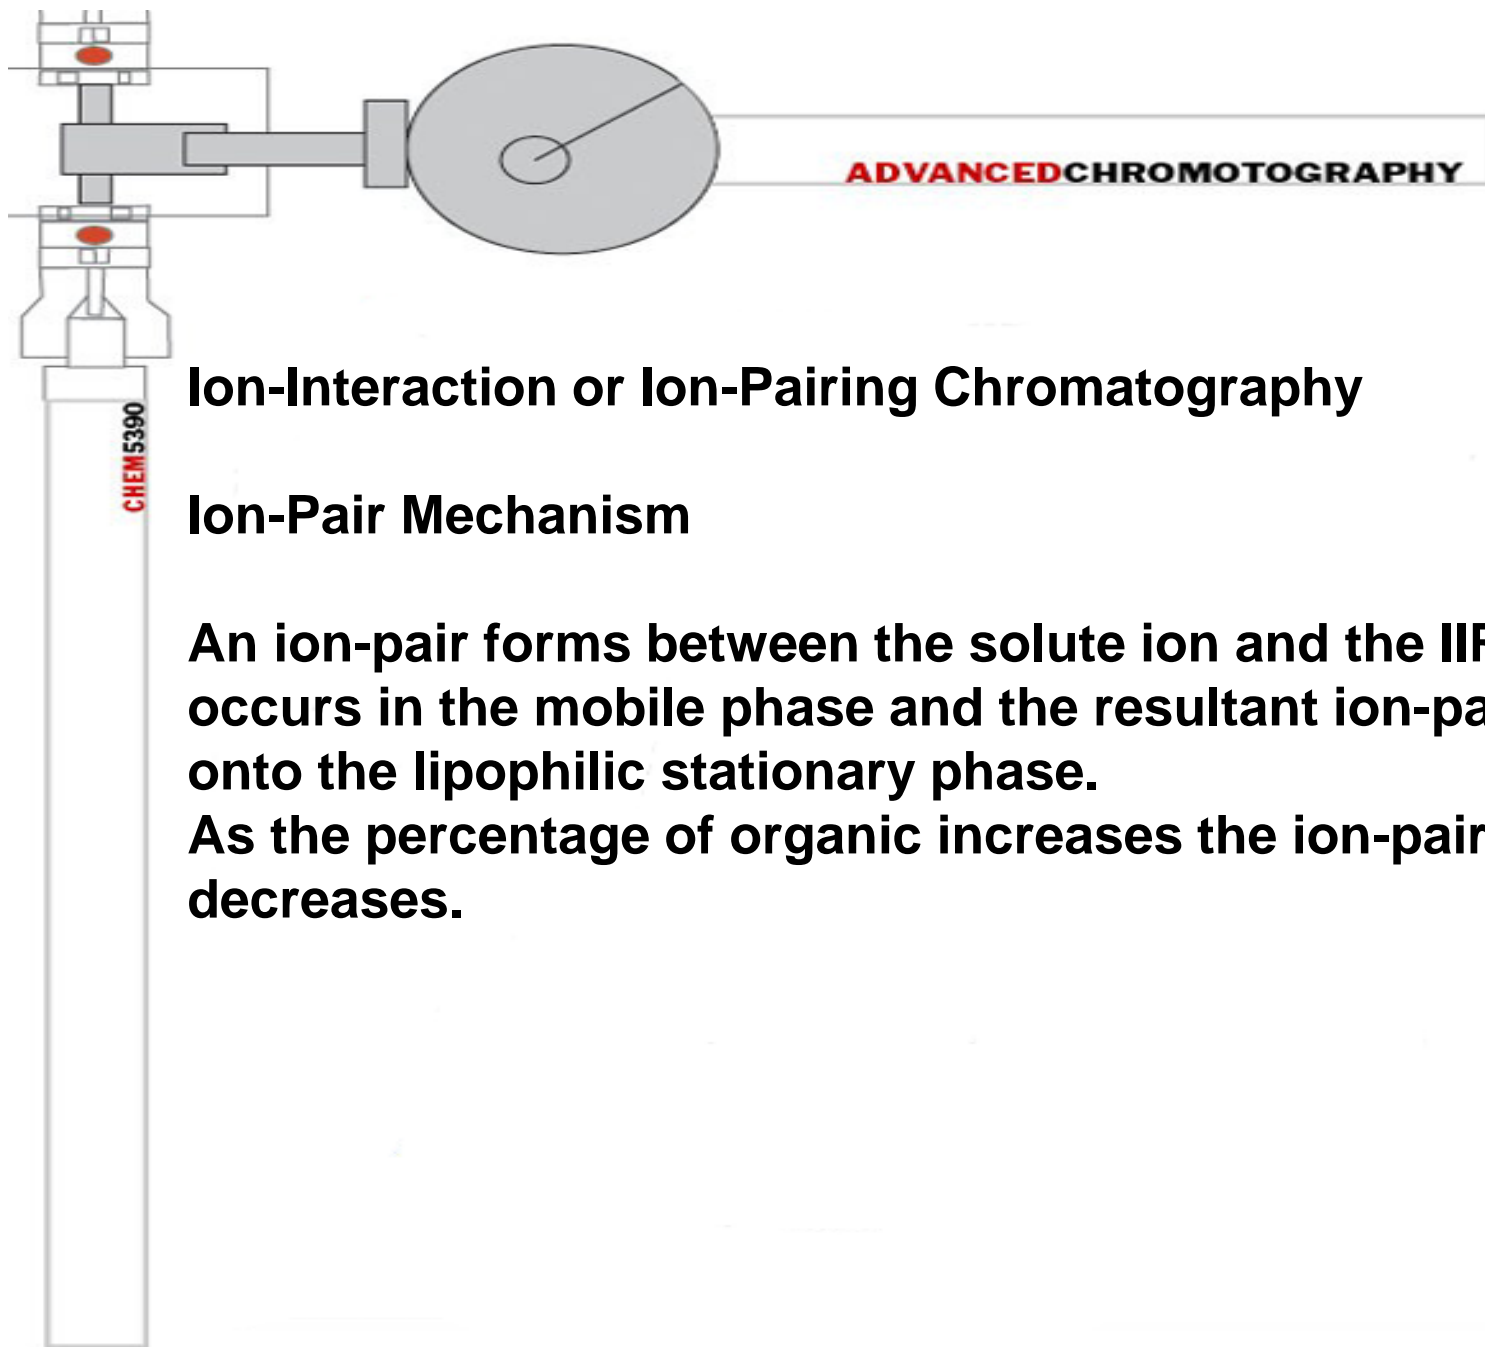 ADVANCEDCHROMOTOGRAPHY
CHEM5390
Ion-Interaction or Ion-Pairing Chromatography
Ion-Pair Mechanism
An ion-pair forms between the solute ion and the
occurs in the mobile phase and the resultant
onto the lipophilic stationary phase.
As the percentage of organic increases the ion-pair
decreases.